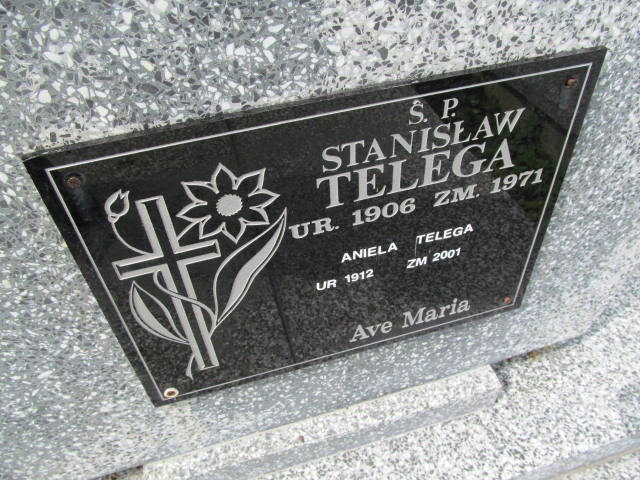 Ś. P.
STANISŁAW
TELEGA
UR. 1906 ZM. 1971
ANIELA TELEGA
UR 1912 ZM 2001
Ave Maria